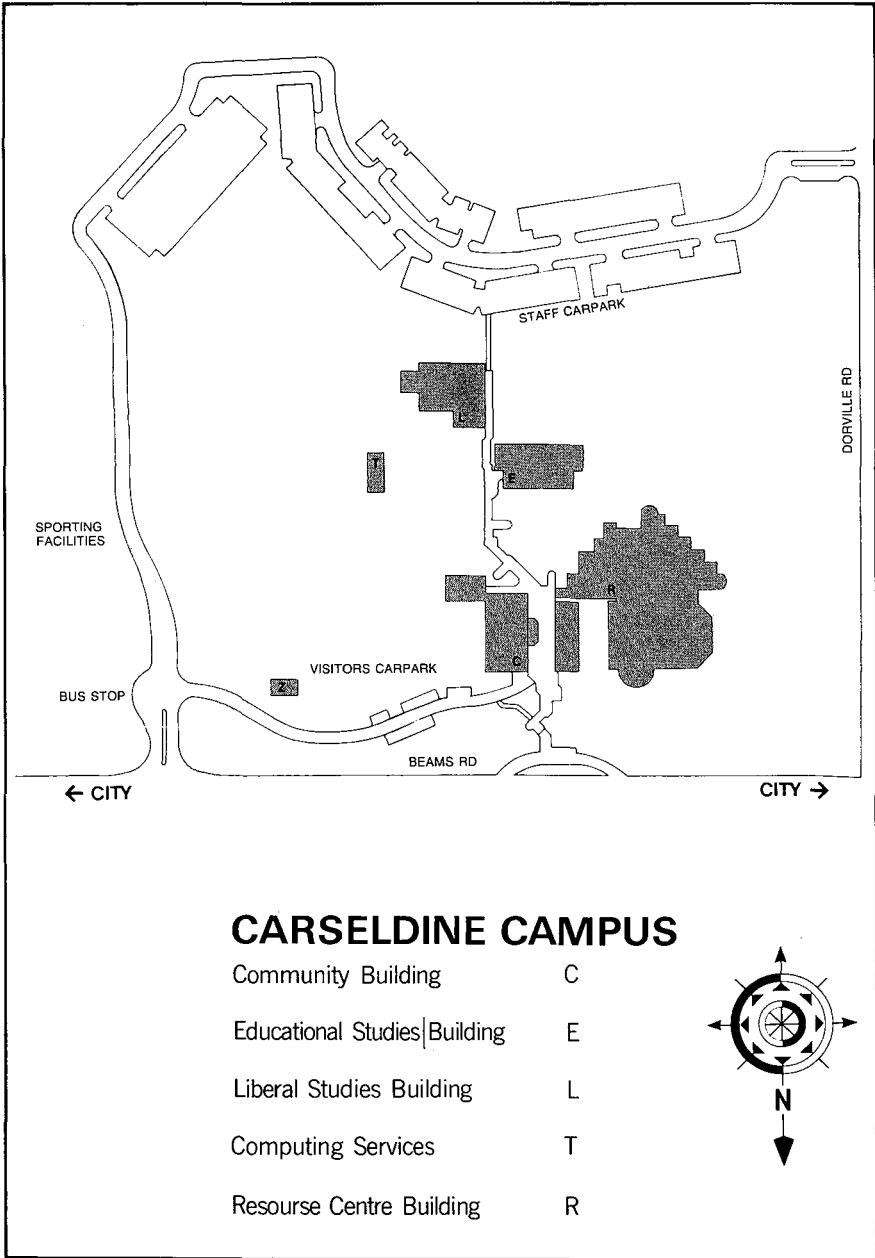 STAFF CARPARK
DORVILLE RD
L
T
E
SPORTING
FACILITIES
R
C
VISITORS CARPARK
Z
BUS STOP
BEAMS RD
← CITY
CITY →
CARSELDINE CAMPUS
Community Building C
Educational Studies Building E
Liberal Studies Building L
Computing Services T
Resourse Centre Building R
N